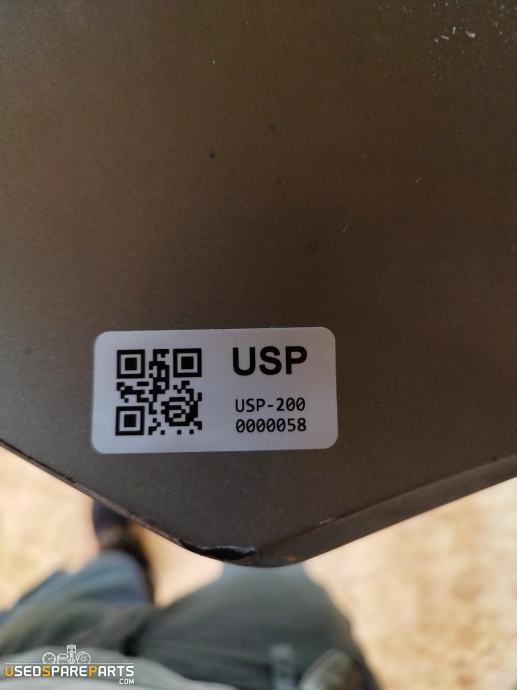 USP
USP-200
0000058
USEDSPAREPARTS
.COM